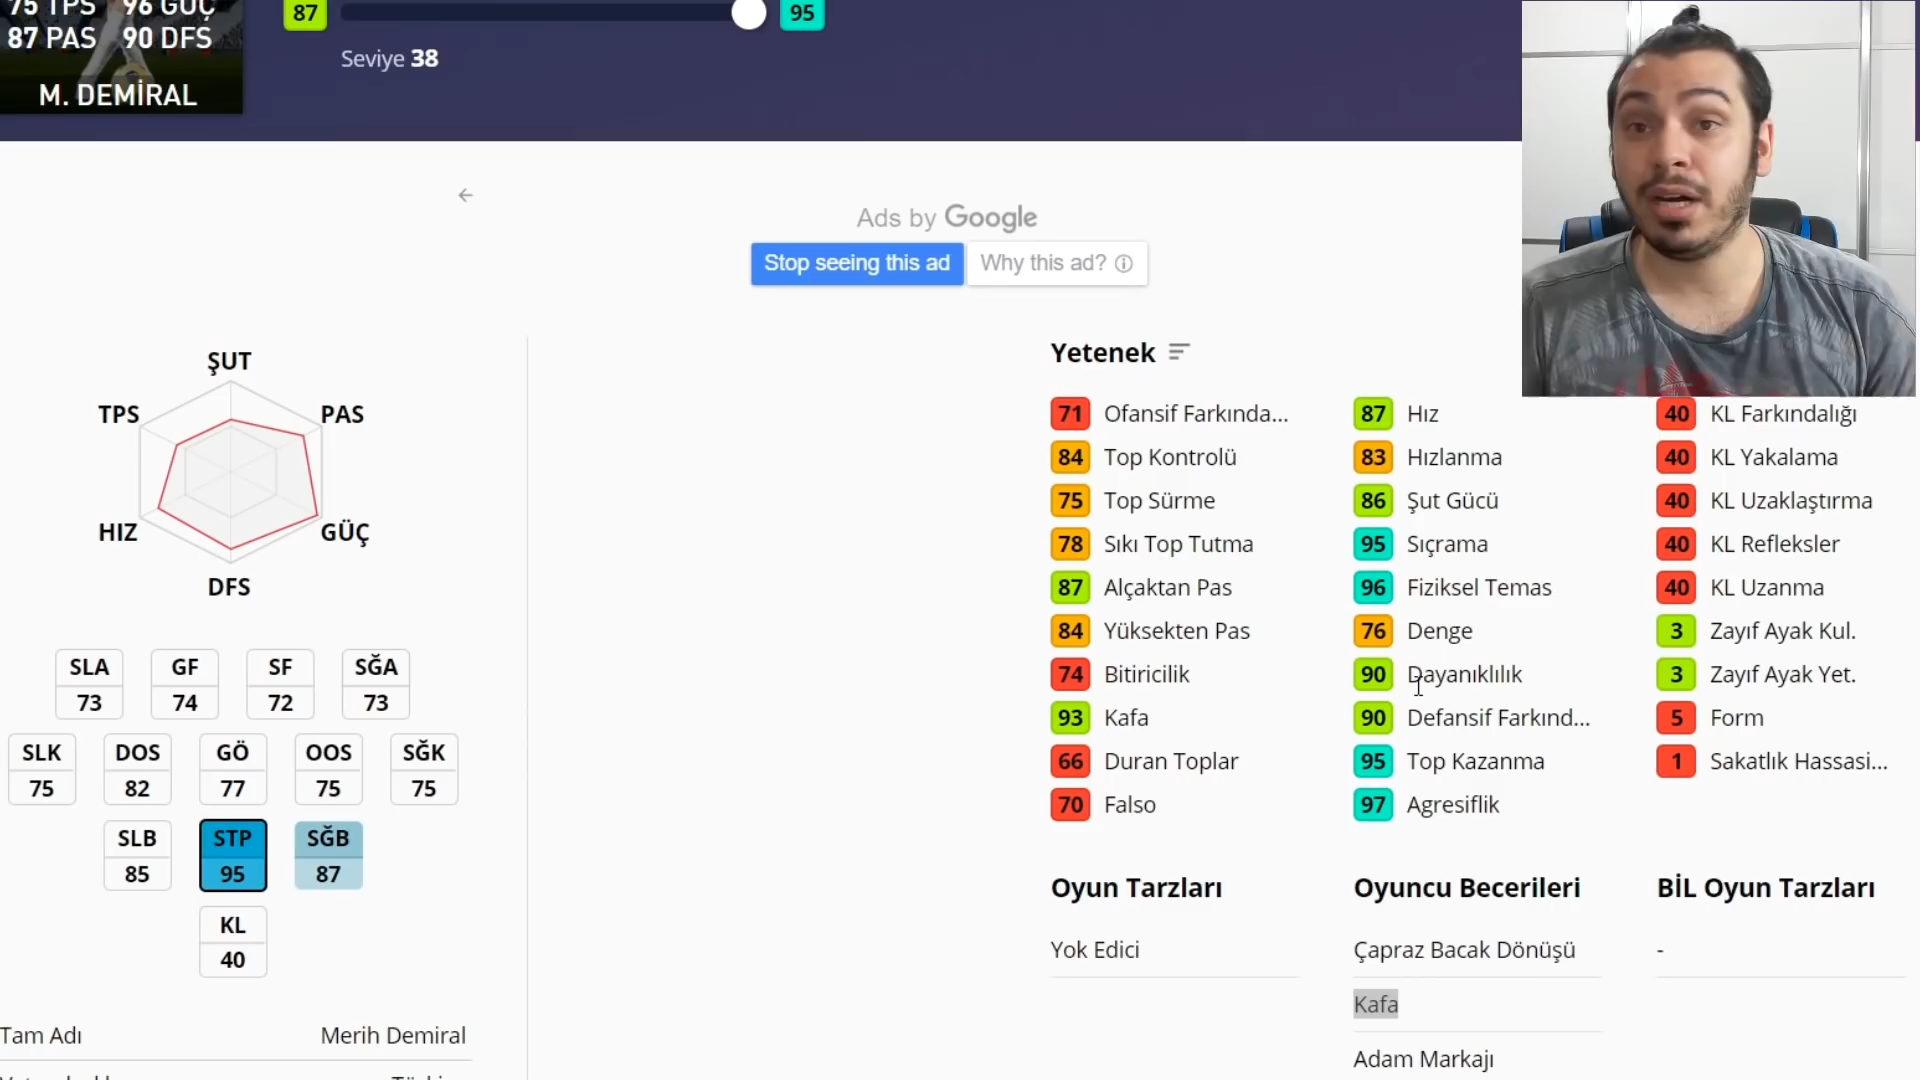 75 TPS 96 GÜÇ
87 PAS 90 DFS
M. DEMİRAL
87
95
Seviye 38
Ads by Google
Stop seeing this ad
Why this ad?
ŞUT
TPS
PAS
HIZ
GÜÇ
DFS
SLA
73
GF
74
SF
72
SĞA
73
SLK
75
DOS
82
GÖ
77
OOS
75
SĞK
75
SLB
85
STP
95
SĞB
87
KL
40
Tam Adı
Merih Demiral
Yetenek
71 Ofansif Farkında...
84 Top Kontrolü
75 Top Sürme
78 Sıkı Top Tutma
87 Alçaktan Pas
84 Yüksekten Pas
74 Bitiricilik
93 Kafa
66 Duran Toplar
70 Falso
87 Hız
83 Hızlanma
86 Şut Gücü
95 Sıçrama
96 Fiziksel Temas
76 Denge
90 Dayanıklılık
90 Defansif Farkınd...
95 Top Kazanma
97 Agresiflik
40 KL Farkındalığı
40 KL Yakalama
40 KL Uzaklaştırma
40 KL Refleksler
40 KL Uzanma
3 Zayıf Ayak Kul.
3 Zayıf Ayak Yet.
5 Form
1 Sakatlık Hassasi...
Oyun Tarzları
Yok Edici
Oyuncu Becerileri
Çapraz Bacak Dönüşü
Kafa
Adam Markajı
BİL Oyun Tarzları
-